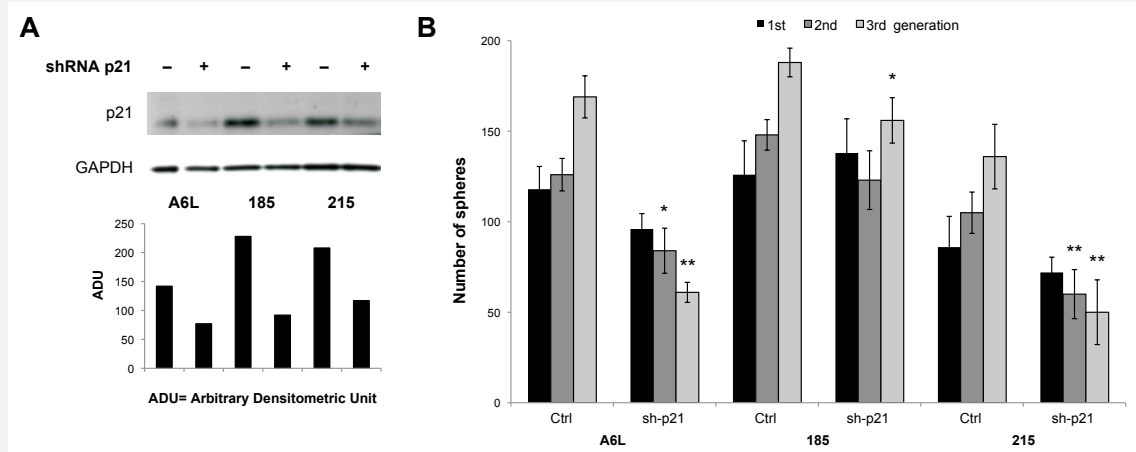 A
shRNA p21 – + – + – +
p21
GAPDH
A6L 185 215
250
200
150
100
50
0
ADU
ADU= Arbitrary Densitometric Unit
B
1st 2nd 3rd generation
200
150
100
50
0
Number of spheres
* ** * ** **
Ctrl sh-p21 Ctrl sh-p21 Ctrl sh-p21
A6L 185 215